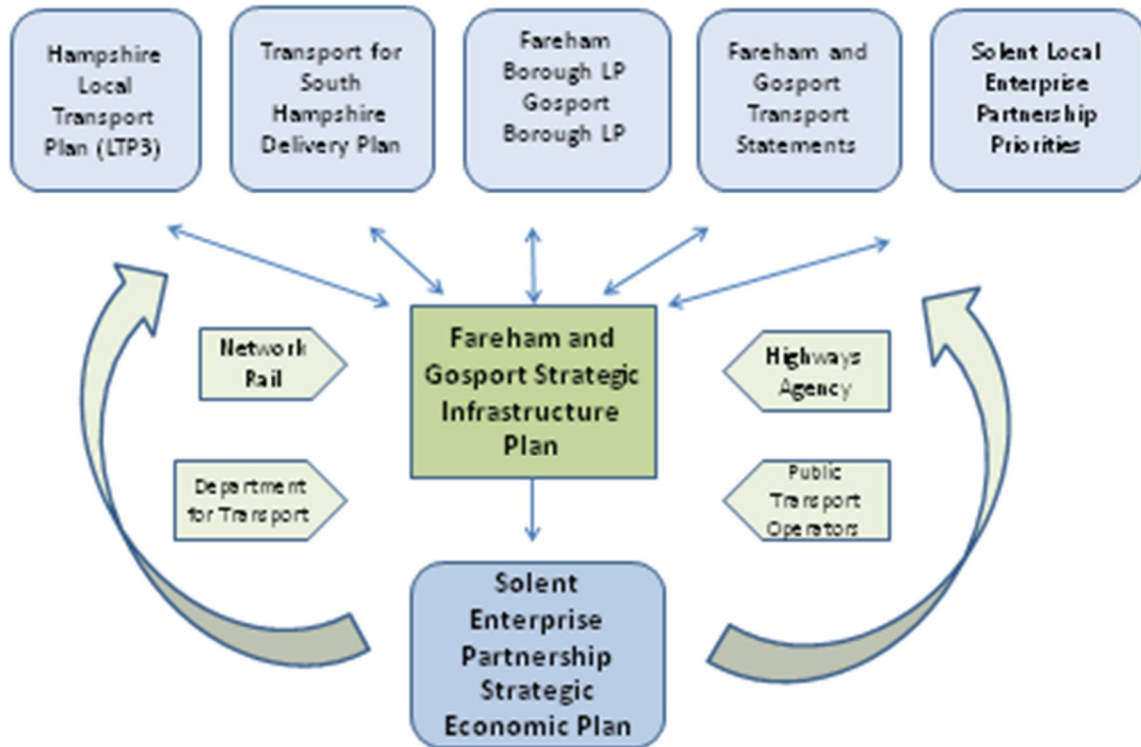 Hampshire
Local
Transport
Plan (LTP3)
Transport for
South
Hampshire
Delivery Plan
Fareham
Borough LP
Gosport
Borough LP
Fareham and
Gosport
Transport
Statements
Solent Local
Enterprise
Partnership
Priorities
Network
Rail
Fareham and
Gosport Strategic
Infrastructure
Plan
Highways
Agency
Department
for Transport
Public
Transport
Operators
Solent
Enterprise
Partnership
Strategic
Economic Plan